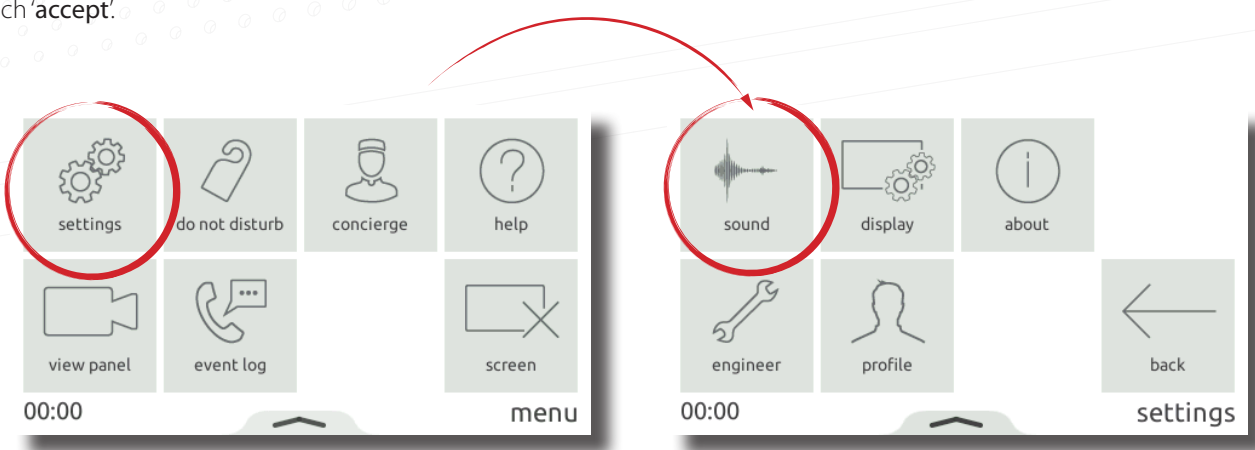 'accept'.
settings
do not disturb
concierge
help
view panel
event log
screen
00:00
menu
sound
display
about
engineer
profile
back
00:00
settings